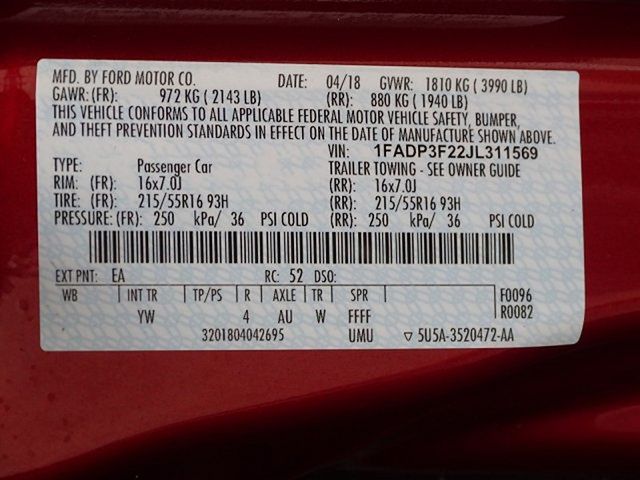 MFD. BY FORD MOTOR CO. DATE: 04/18 GVWR: 1810 KG ( 3990 LB)
GAWR: (FR): 972 KG ( 2143 LB) (RR): 880 KG ( 1940 LB)
THIS VEHICLE CONFORMS TO ALL APPLICABLE FEDERAL MOTOR VEHICLE SAFETY, BUMPER,
AND THEFT PREVENTION STANDARDS IN EFFECT ON THE DATE OF MANUFACTURE SHOWN ABOVE.
VIN: 1FADP3F22JL311569
TYPE: Passenger Car TRAILER TOWING - SEE OWNER GUIDE
RIM: (FR): 16x7.0J (RR): 16x7.0J
TIRE: (FR): 215/55R16 93H (RR): 215/55R16 93H
PRESSURE: (FR): 250 kPa/ 36 PSI COLD (RR): 250 kPa/ 36 PSI COLD
EXT PNT: EA RC: 52 DSO:
WB INT TR TP/PS R AXLE TR SPR F0096
YW 4 AU W FFFF R0082
3201804042695 UMU ▽ 5U5A-3520472-AA